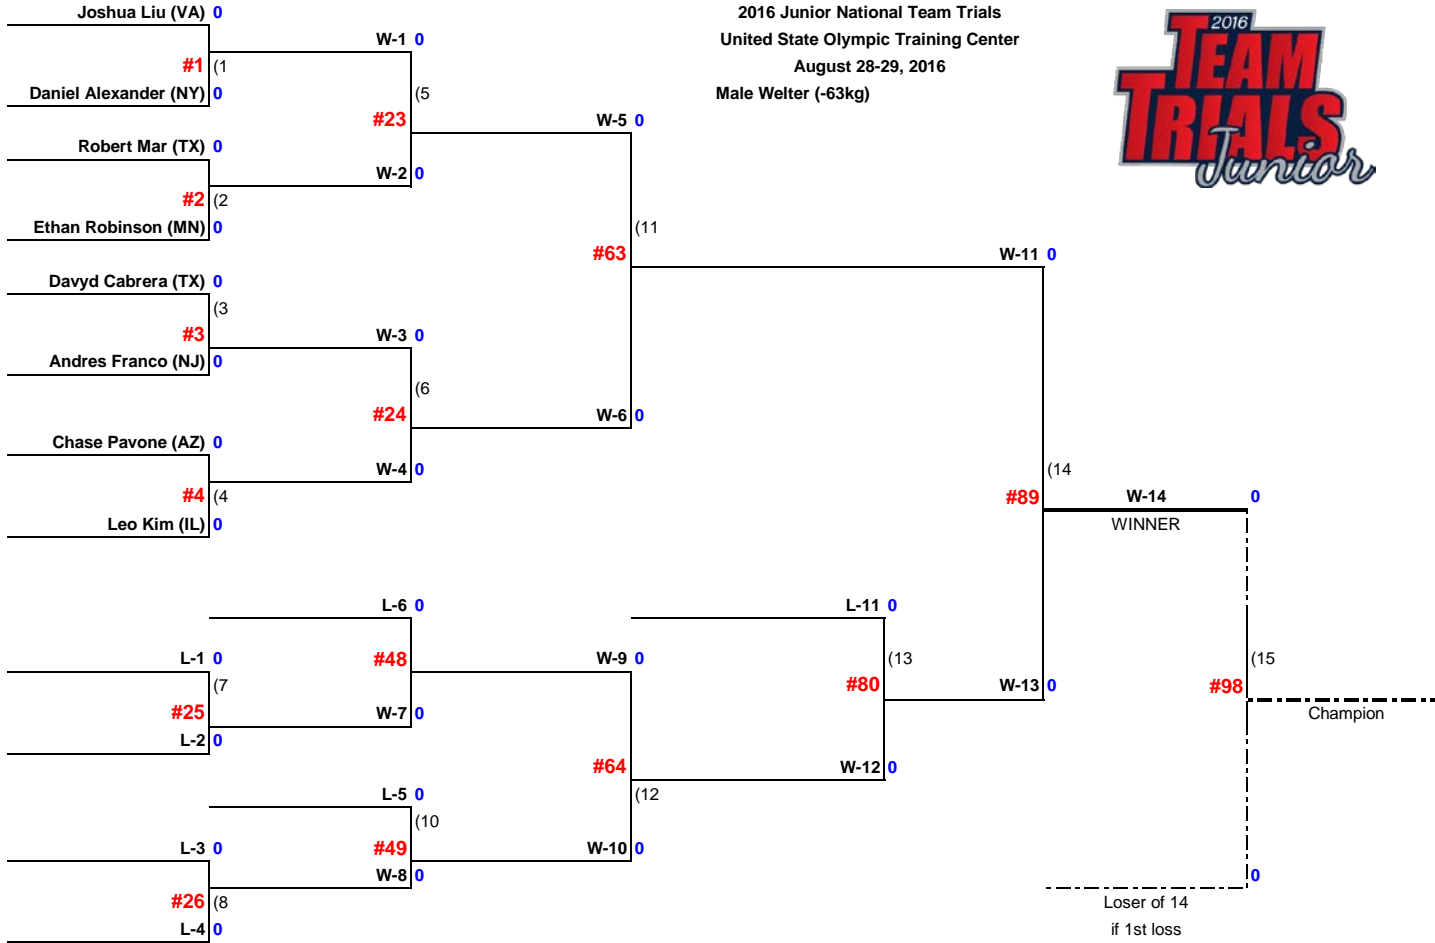 2016 Junior National Team Trials
United State Olympic Training Center
August 28-29, 2016
Male Welter (-63kg)
2016
TEAM
TRIALS
Junior
Joshua Liu (VA) 0
W-1 0
#1 (1
Daniel Alexander (NY) 0
(5
#23
W-5 0
Robert Mar (TX) 0
W-2 0
#2 (2
Ethan Robinson (MN) 0
(11
#63
W-11 0
Davyd Cabrera (TX) 0
(3
#3
W-3 0
Andres Franco (NJ) 0
(6
#24
W-6 0
Chase Pavone (AZ) 0
W-4 0
(14
#4 (4
#89
W-14 0
Leo Kim (IL) 0
WINNER
L-6 0
L-11 0
L-1 0
#48
W-9 0
(13
(15
(7
#80
W-13 0
#98
#25
W-7 0
Champion
L-2 0
#64
W-12 0
L-5 0
(12
(10
L-3 0
#49
W-10 0
W-8 0
0
#26 (8
Loser of 14
L-4 0
if 1st loss